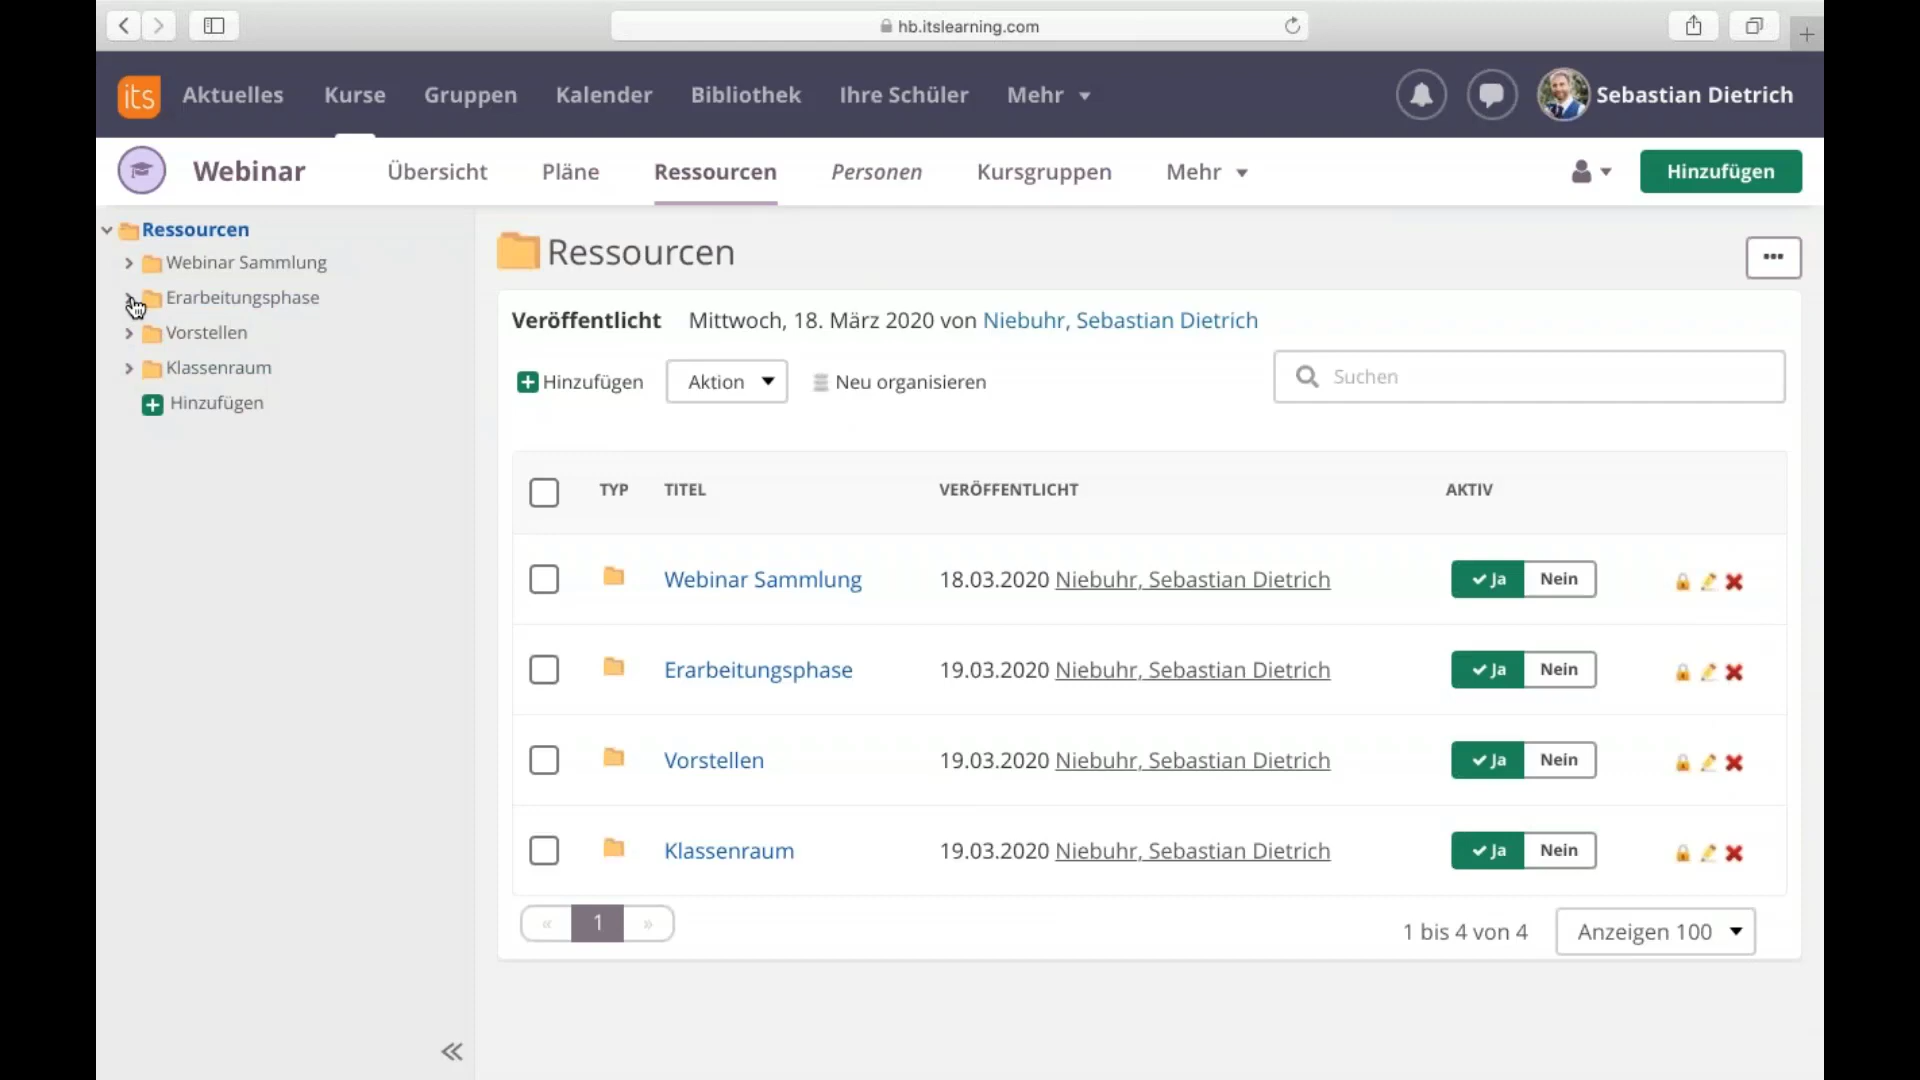 hb.itslearning.com
its Aktuelles Kurse Gruppen Kalender Bibliothek Ihre Schüler Mehr Sebastian Dietrich
Webinar Übersicht Pläne Ressourcen Personen Kursgruppen Mehr Hinzufügen
Ressourcen
Webinar Sammlung
Erarbeitungsphase
Vorstellen
Klassenraum
Hinzufügen
Ressourcen
Veröffentlicht Mittwoch, 18. März 2020 von Niebuhr, Sebastian Dietrich
Hinzufügen Aktion Neu organisieren Suchen
TYP TITEL VERÖFFENTLICHT AKTIV
Webinar Sammlung 18.03.2020 Niebuhr, Sebastian Dietrich Ja Nein
Erarbeitungsphase 19.03.2020 Niebuhr, Sebastian Dietrich Ja Nein
Vorstellen 19.03.2020 Niebuhr, Sebastian Dietrich Ja Nein
Klassenraum 19.03.2020 Niebuhr, Sebastian Dietrich Ja Nein
« 1 » 1 bis 4 von 4 Anzeigen 100